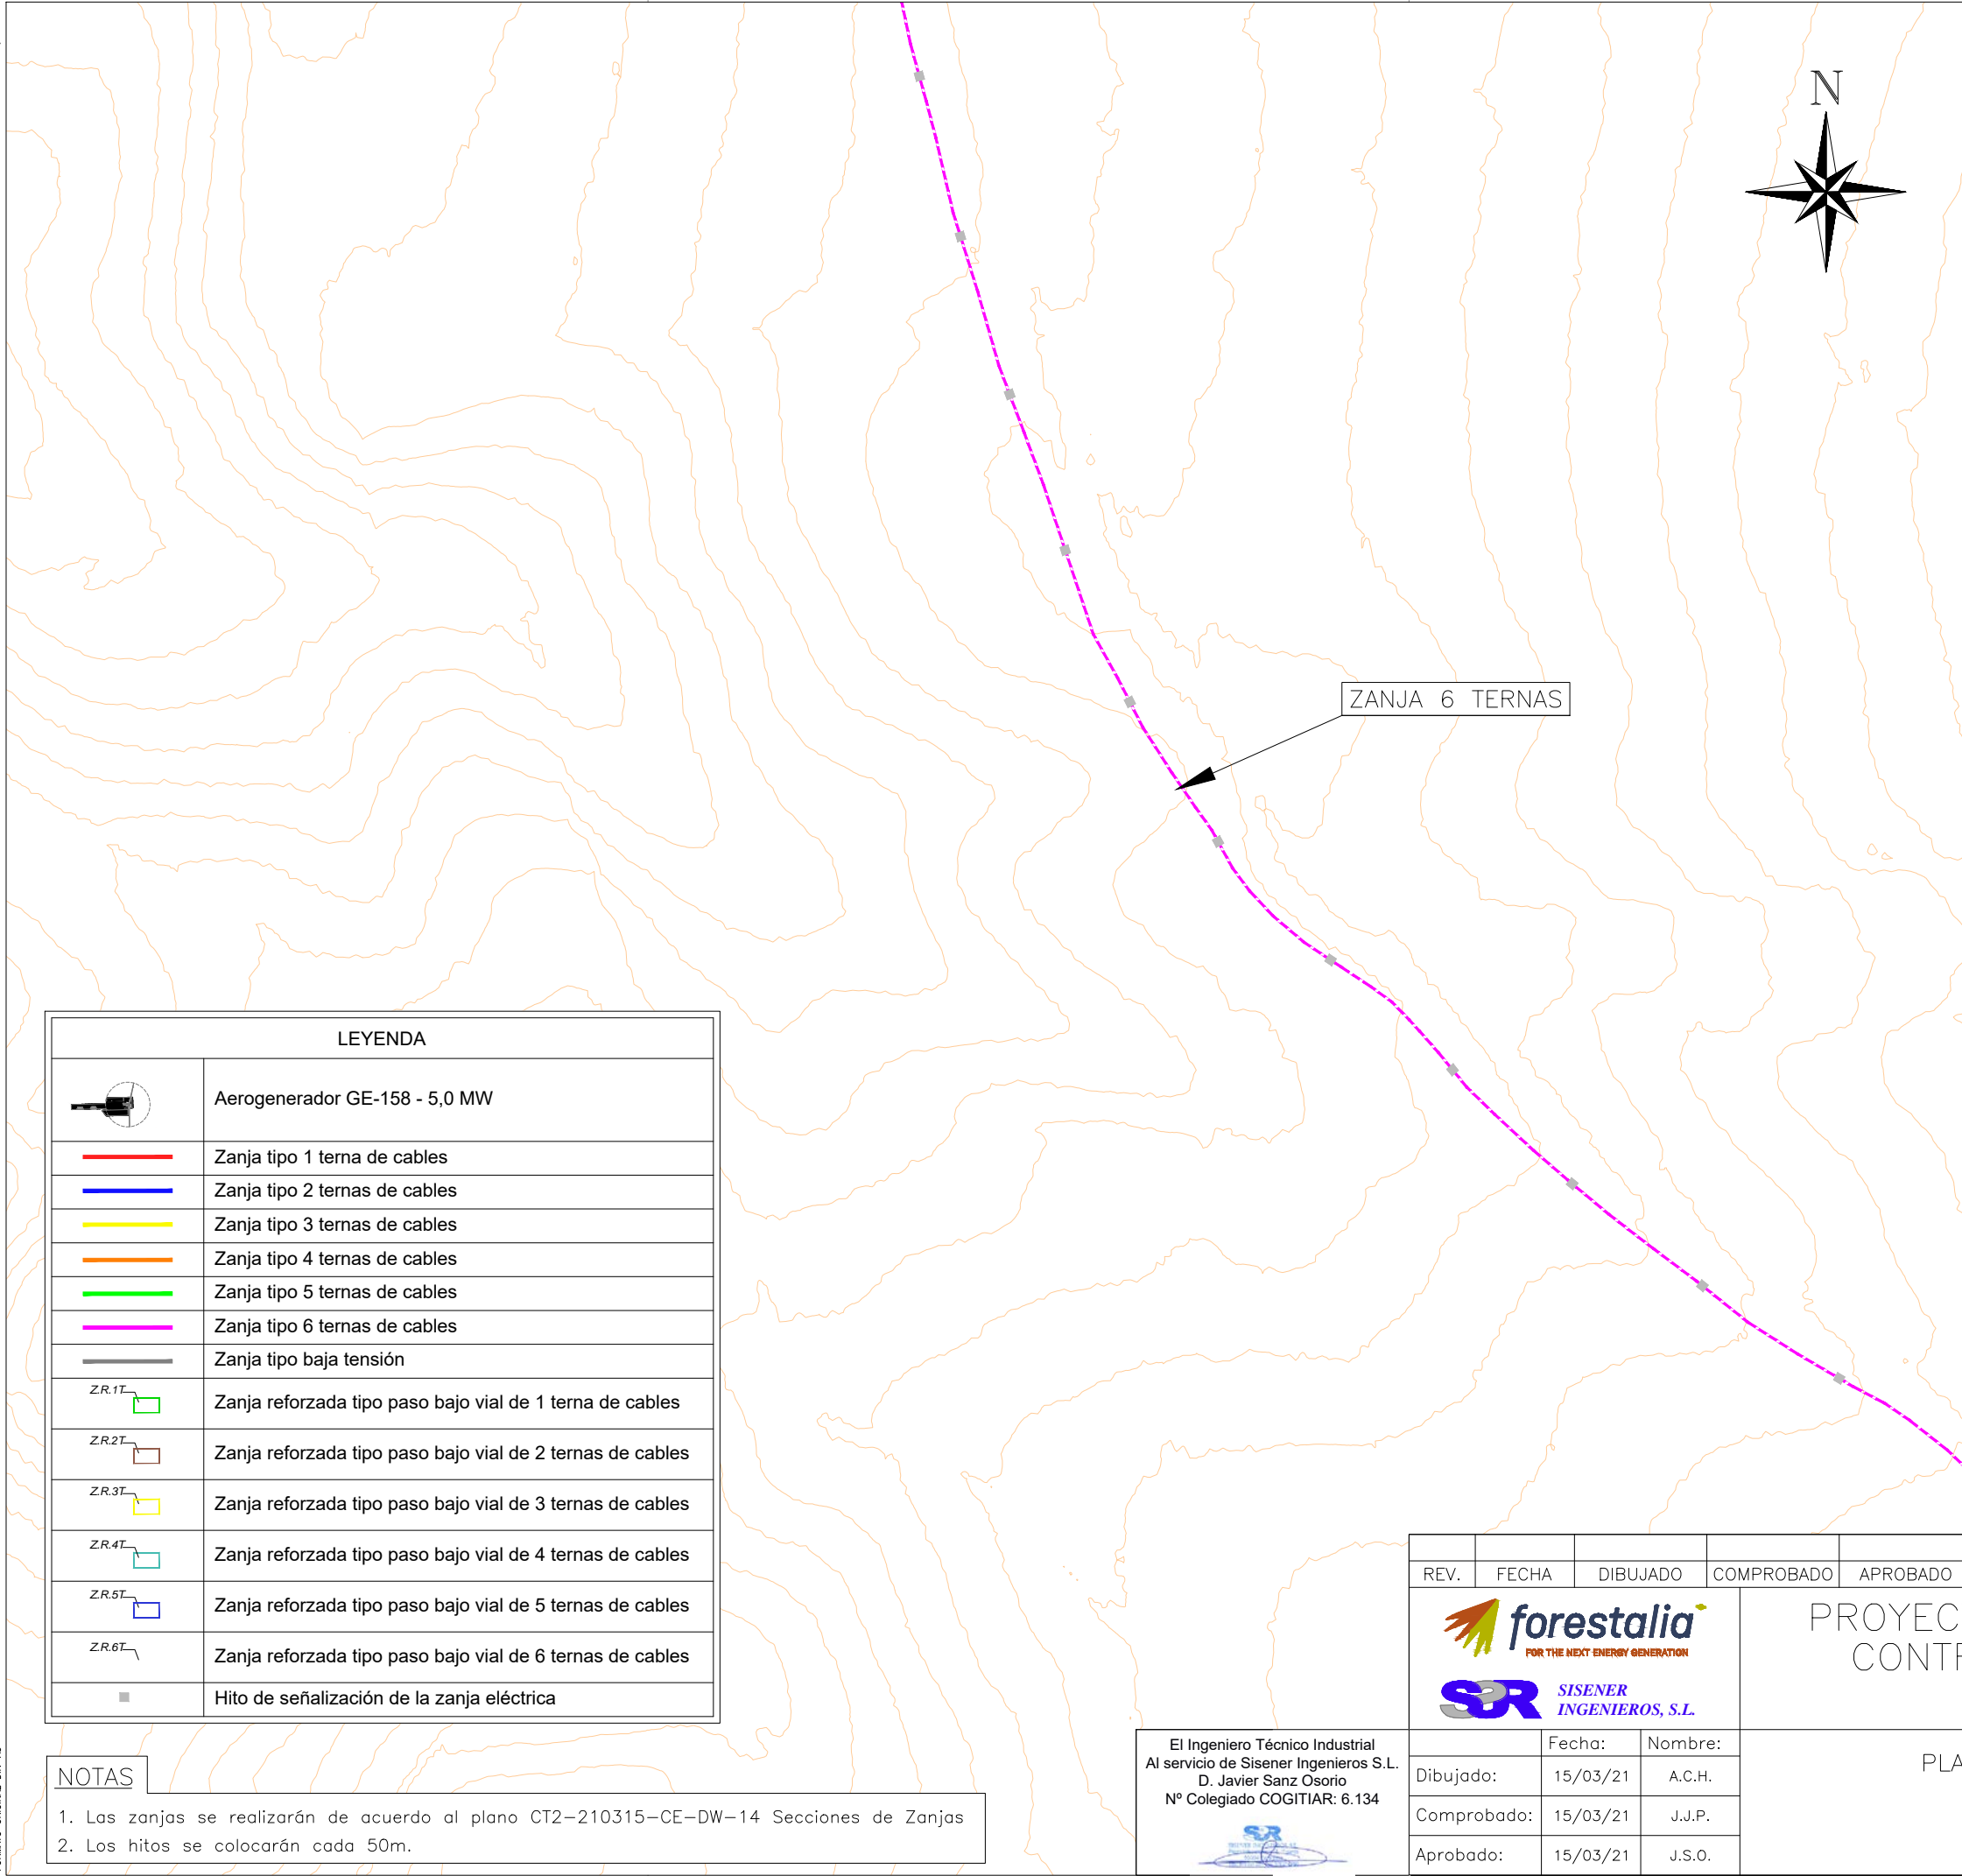 N
ZANJA 6 TERNAS
LEYENDA
Aerogenerador GE-158 - 5,0 MW
Zanja tipo 1 terna de cables
Zanja tipo 2 ternas de cables
Zanja tipo 3 ternas de cables
Zanja tipo 4 ternas de cables
Zanja tipo 5 ternas de cables
Zanja tipo 6 ternas de cables
Zanja tipo baja tensión
Z.R.1T
Zanja reforzada tipo paso bajo vial de 1 terna de cables
Z.R.2T
Zanja reforzada tipo paso bajo vial de 2 ternas de cables
Z.R.3T
Zanja reforzada tipo paso bajo vial de 3 ternas de cables
Z.R.4T
Zanja reforzada tipo paso bajo vial de 4 ternas de cables
Z.R.5T
Zanja reforzada tipo paso bajo vial de 5 ternas de cables
Z.R.6T
Zanja reforzada tipo paso bajo vial de 6 ternas de cables
Hito de señalización de la zanja eléctrica
NOTAS
1. Las zanjas se realizarán de acuerdo al plano CT2-210315-CE-DW-14 Secciones de Zanjas
2. Los hitos se colocarán cada 50m.
El Ingeniero Técnico Industrial
Al servicio de Sisener Ingenieros S.L.
D. Javier Sanz Osorio
Nº Colegiado COGITIAR: 6.134
REV. FECHA DIBUJADO COMPROBADO APROBADO
forestalia
FOR THE NEXT ENERGY GENERATION
SISENER
INGENIEROS, S.L.
PROYEC
CONT
Fecha: Nombre:
Dibujado: 15/03/21 A.C.H.
Comprobado: 15/03/21 J.J.P.
Aprobado: 15/03/21 J.S.O.
PLA